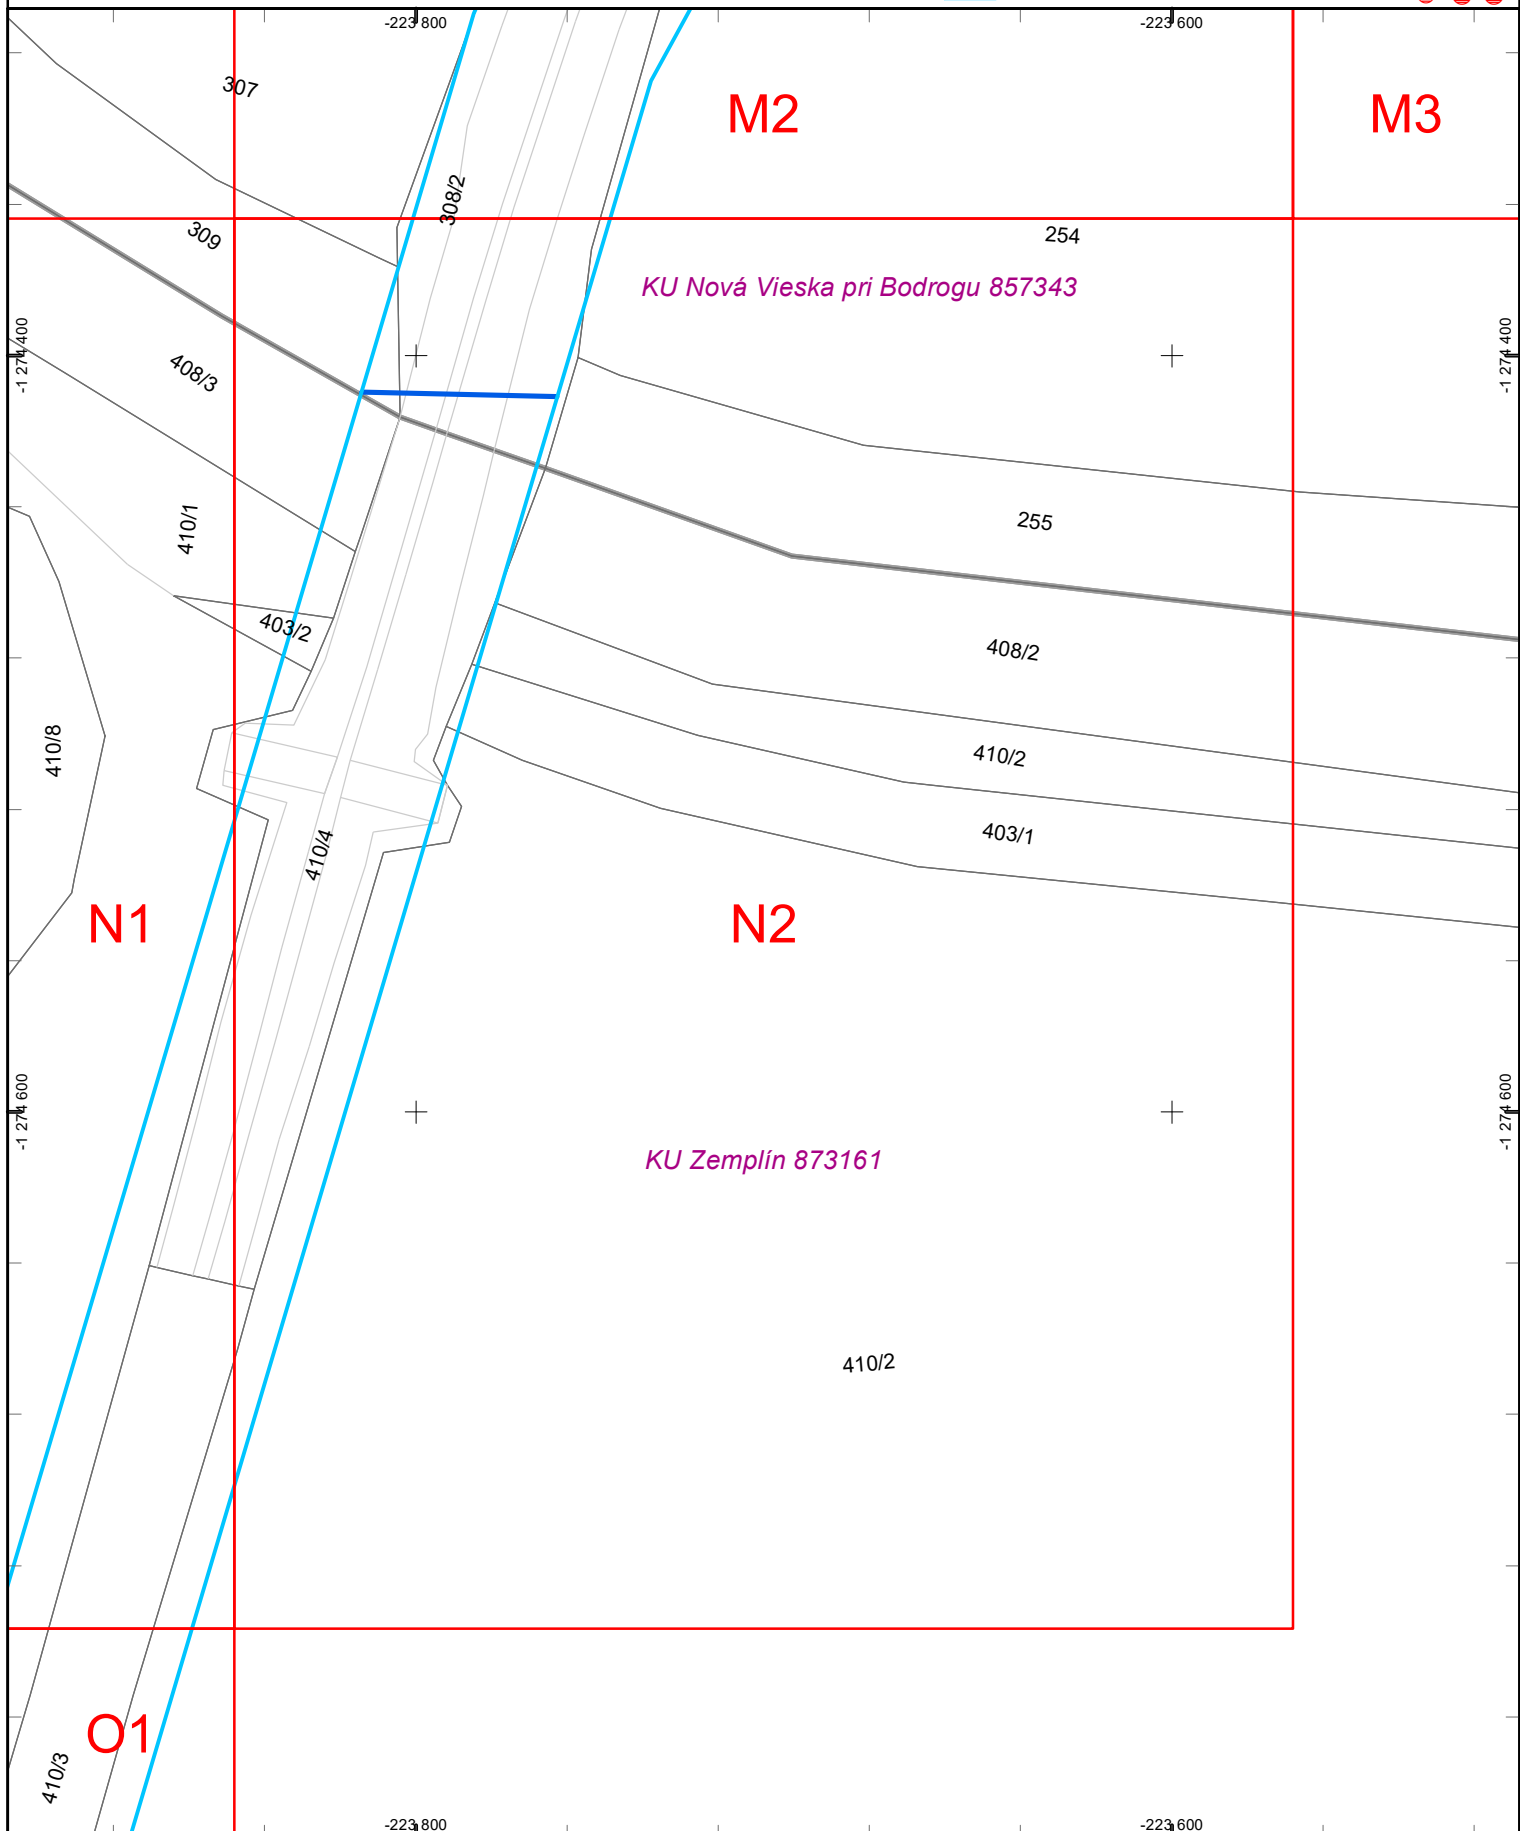 -223 800
-223 600
307
M2
M3
308/2
309
254
KU Nová Vieska pri Bodrogu 857343
-1 274 400
-1 274 400
408/3
410/1
255
403/2
408/2
410/8
410/2
403/1
410/4
N1
N2
-1 274 600
-1 274 600
KU Zemplín 873161
410/2
O1
410/3
-223 800
-223 600